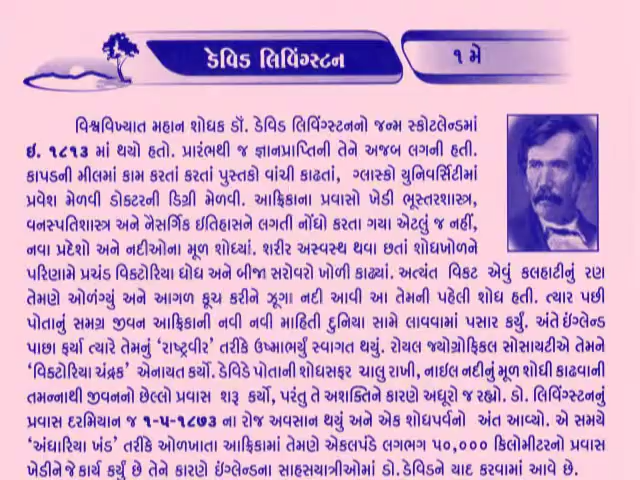 ડેવિડ લિવિંગ્સ્ટન
૧ મે
વિશ્વવિખ્યાત મહાન શોધક ડૉ. ડેવિડ લિવિંગ્સ્ટનનો જન્મ સ્કોટલેન્ડમાં
ઇ. ૧૮૧૩ માં થયો હતો. પ્રારંભથી જ જ્ઞાનપ્રાપ્તિની તેને અજબ લગની હતી.
કાપડની મીલમાં કામ કરતાં કરતાં પુસ્તકો વાંચી કાઢતાં, ગ્લાસ્કો યુનિવર્સિટીમાં
પ્રવેશ મેળવી ડોકટરની ડિગ્રી મેળવી. આફ્રિકાના પ્રવાસો ખેડી ભૂસ્તરશાસ્ત્ર,
વનસ્પતિશાસ્ત્ર અને નૈસર્ગિક ઇતિહાસને લગતી નોંધો કરતા ગયા એટલું જ નહીં,
નવા પ્રદેશો અને નદીઓના મૂળ શોધ્યાં. શરીર અસ્વસ્થ થવા છતાં શોધખોળને
પરિણામે પ્રચંડ વિક્ટોરિયા ધોધ અને બીજા સરોવરો ખોળી કાઢ્યાં. અત્યંત વિકટ એવું કલહાટીનું રણ
તેમણે ઓળંગ્યું અને આગળ કૂચ કરીને ઝૂગા નદી આવી આ તેમની પહેલી શોધ હતી. ત્યાર પછી
પોતાનું સમગ્ર જીવન આફ્રિકાની નવી નવી માહિતી દુનિયા સામે લાવવામાં પસાર કર્યું. અંતે ઇંગ્લેન્ડ
પાછા ફર્યા ત્યારે તેમનું 'રાષ્ટ્રવીર' તરીકે ઉષ્માભર્યું સ્વાગત થયું. રોયલ જ્યોગ્રોફિકલ સોસાયટીએ તેમને
'વિક્ટોરિયા ચંદ્રક' એનાયત કર્યો. ડેવિડે પોતાની શોધસફર ચાલુ રાખી, નાઈલ નદીનું મૂળ શોધી કાઢવાની
તમન્નાથી જીવનનો છેલ્લો પ્રવાસ શરૂ કર્યો, પરંતુ તે અશક્તિને કારણે અધૂરો જ રહ્યો. ડો. લિવિંગ્સ્ટનનું
પ્રવાસ દરમિયાન જ ૧-૫-૧૮૭૩ ના રોજ અવસાન થયું અને એક શોધપર્વનો અંત આવ્યો. એ સમયે
'અંધારિયા ખંડ' તરીકે ઓળખાતા આફ્રિકામાં તેમણે એકલપંડે લગભગ ૫૦,૦૦૦ કિલોમીટરનો પ્રવાસ
ખેડીને જે કાર્ય કર્યું છે તેને કારણે ઇંગ્લેન્ડના સાહસયાત્રીઓમાં ડો. ડેવિડને યાદ કરવામાં આવે છે.